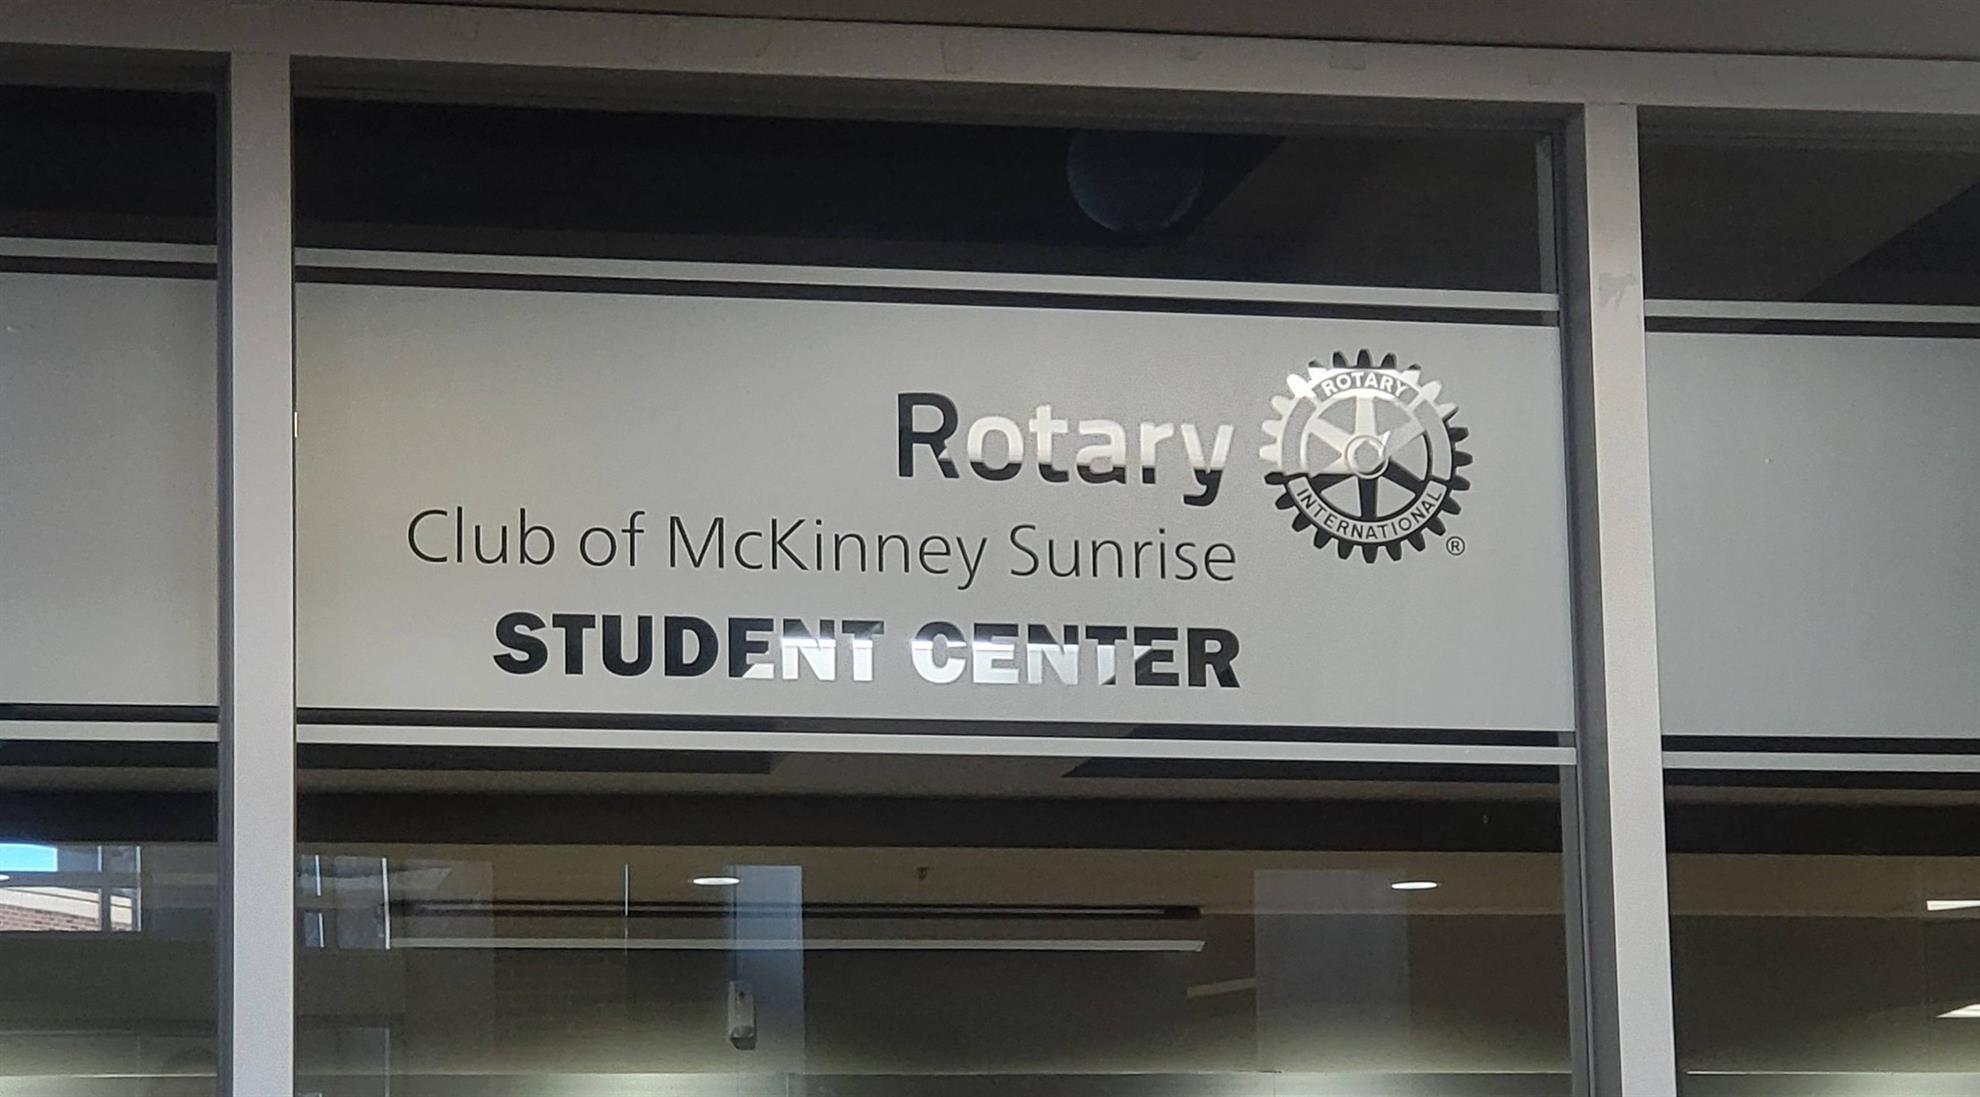 Rotary
ROTARY
INTERNATIONAL
®
Club of McKinney Sunrise
STUDENT CENTER